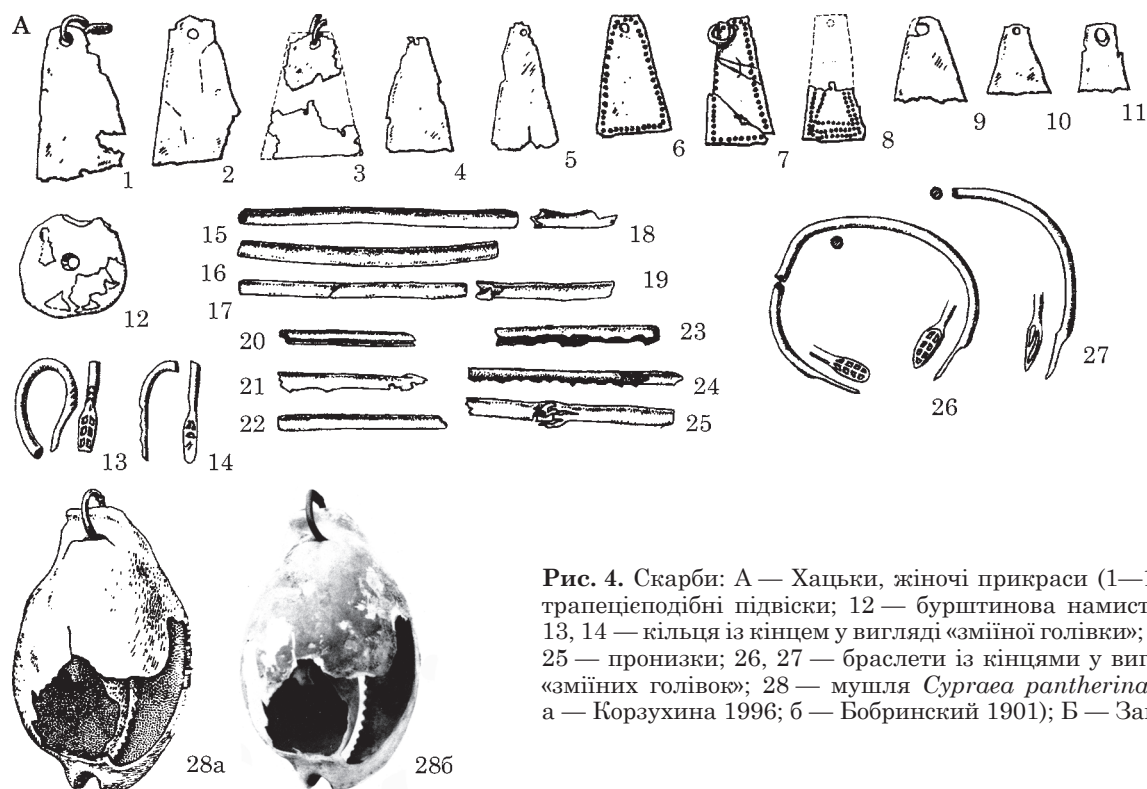 А
1 2 3 4 5 6 7 8 9 10 11
12
15 18
16 19
17
20 23
21 24
22 25
26 27
13 14
28а 28б
Рис. 4. Скарби: А — Хацьки, жіночі прикраси (1—1
трапецієподібні підвіски; 12 — бурштинова намист
13, 14 — кільця із кінцем у вигляді «зміїної голівки»;
25 — пронизки; 26, 27 — браслети із кінцями у виг
«зміїних голівок»; 28 — мушля Cypraea pantherina
а — Корзухина 1996; б — Бобринский 1901); Б — За